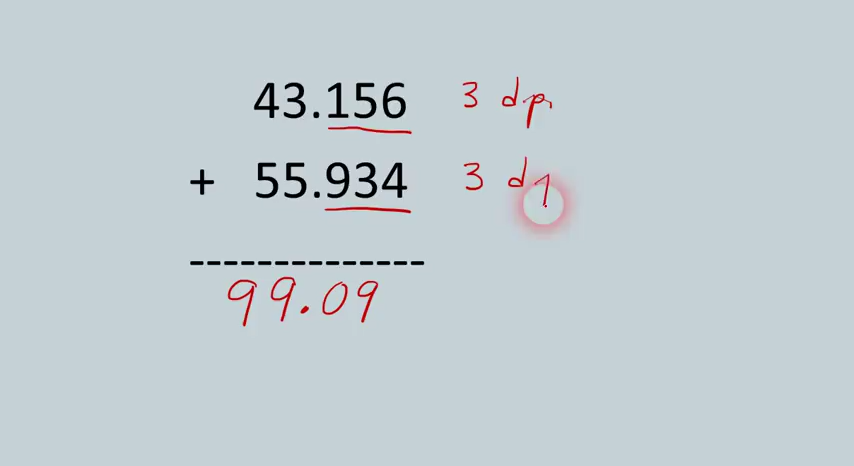 43.156 3 dp
+ 55.934 3 d
--------------
99.09